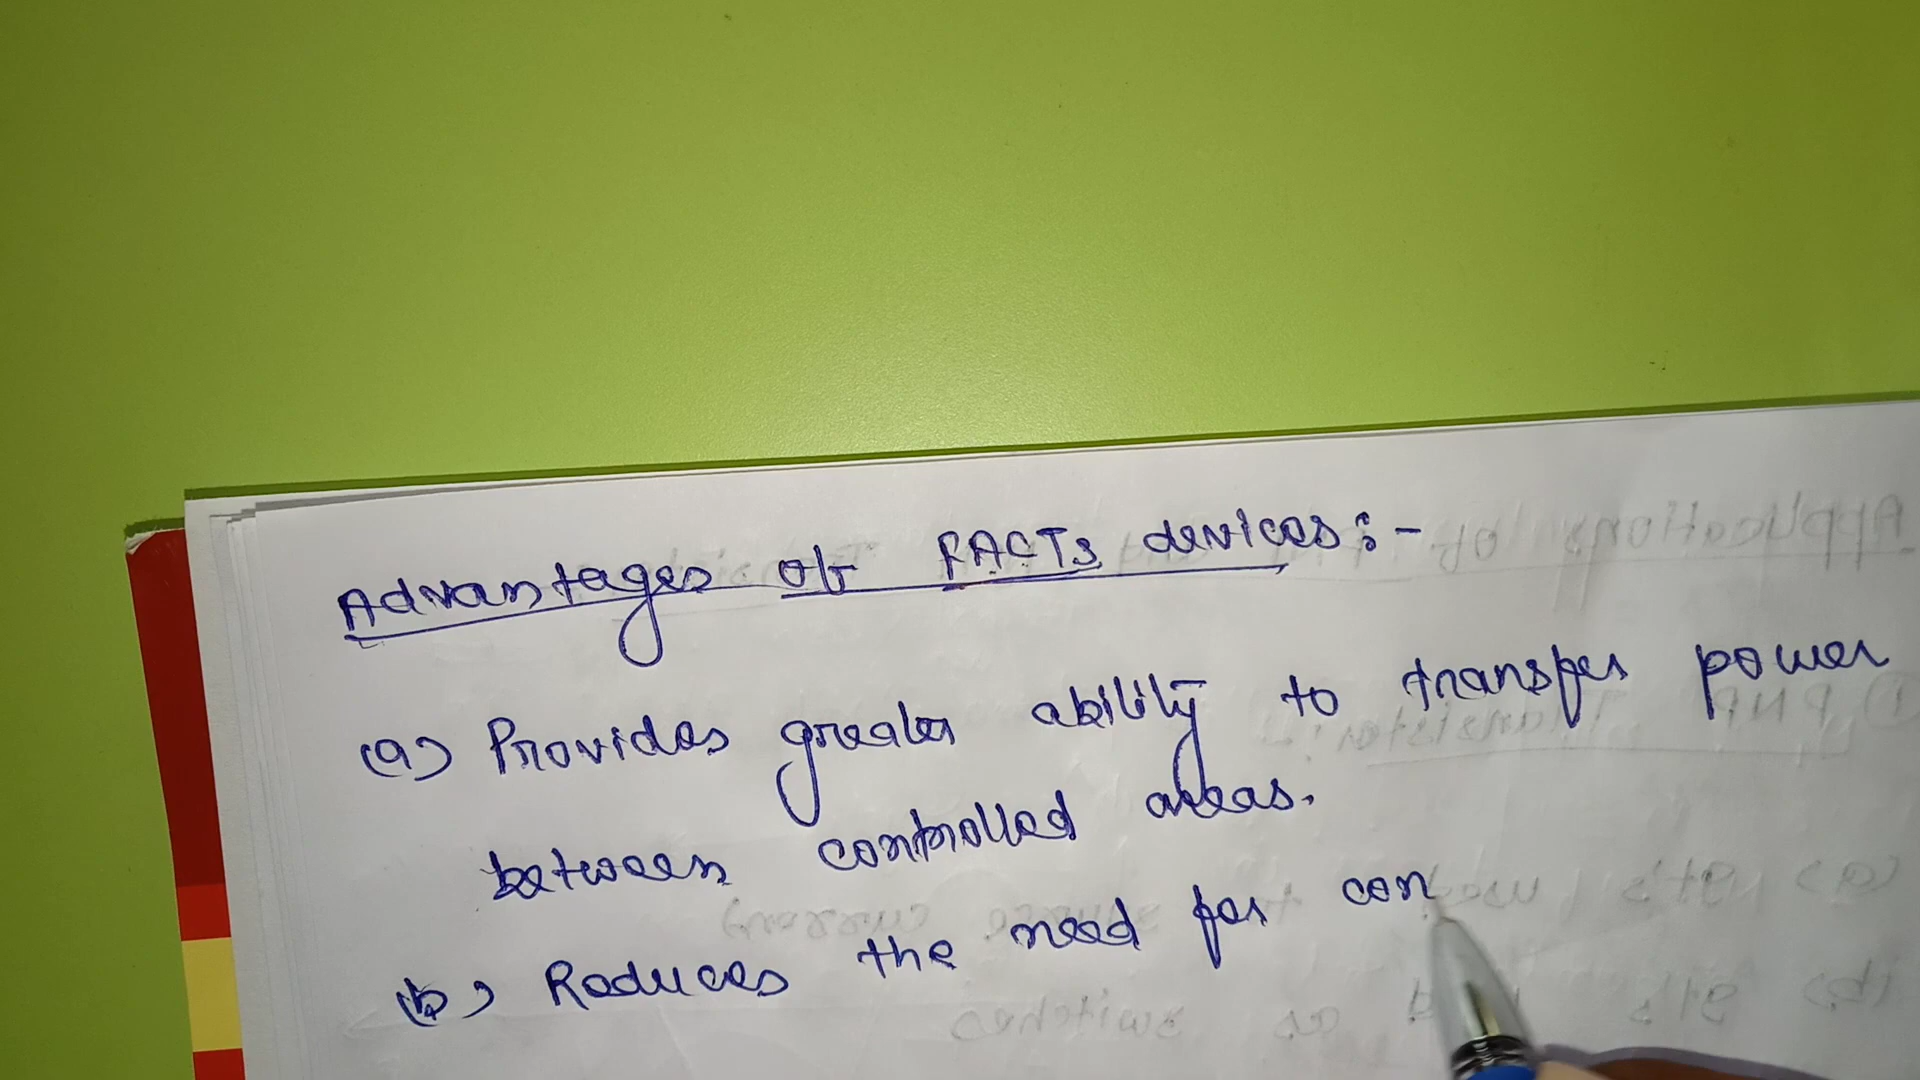 Advantages of FACTs devices:-
(a) Provides greater ability to transfer power
between controlled areas.
(b) Reduces the need for con